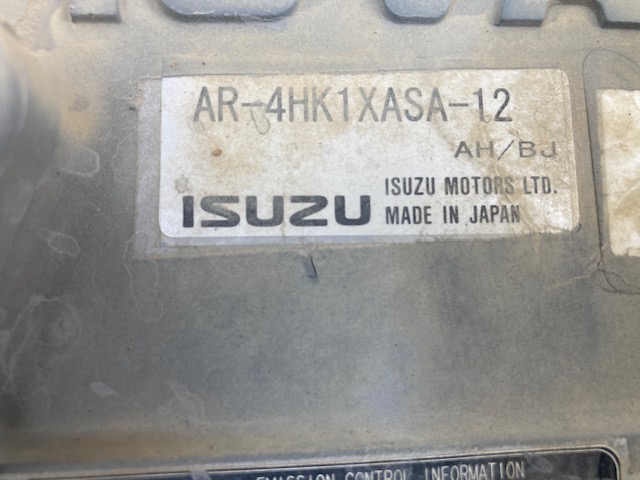 AR-4HK1XASA-12
AH/BJ
ISUZU
ISUZU MOTORS LTD.
MADE IN JAPAN
EMISSION CONTROL INFORMATION